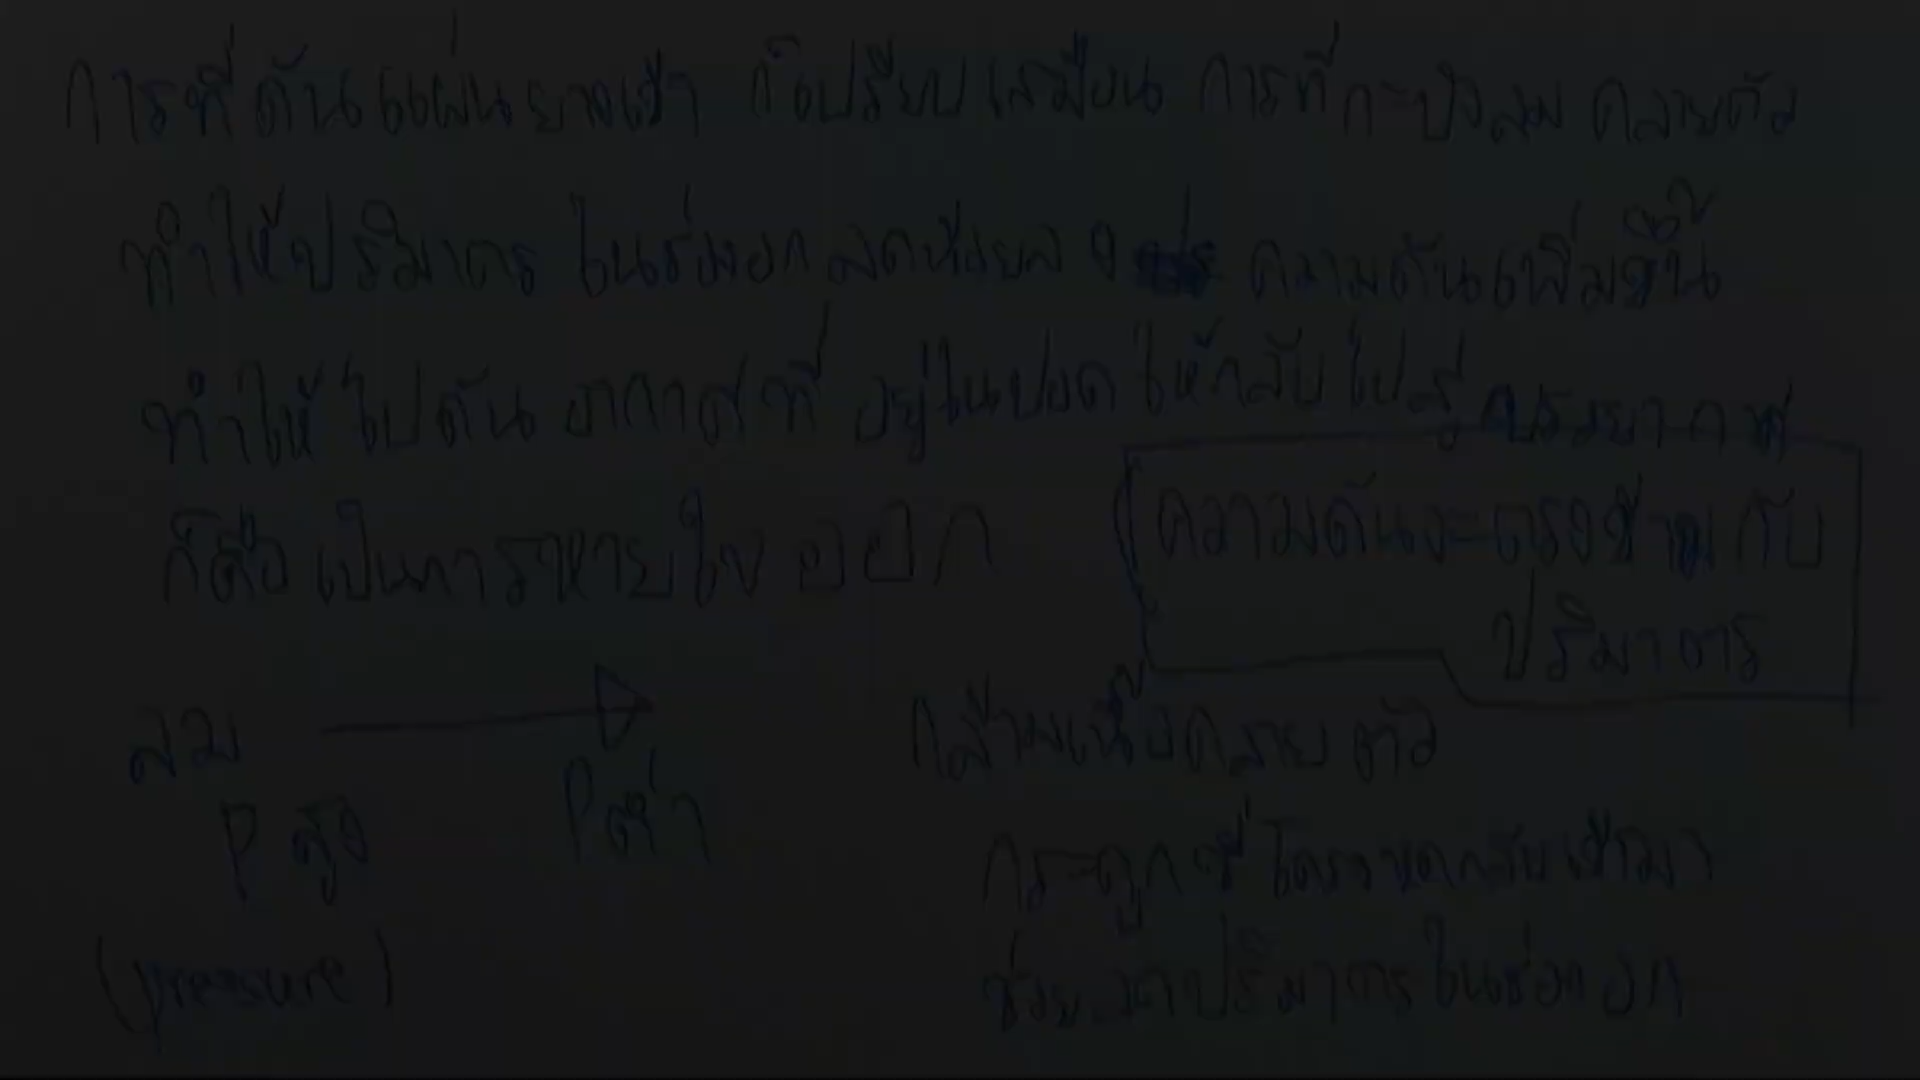 การที่ดันแผ่นยางเข้า ก็เปรียบเสมือน การที่กะบังลม คลายตัว
ทำให้ปริมาตร ในช่องอก ลดน้อยลง ความดันเพิ่มขึ้น
ทำให้ ไปดัน อากาศที่ อยู่ในปอด ให้กลับไปสู่ บรรยากาศ
ก็คือ เป็นการหายใจ ออก
ความดันจะตรงข้ามกับ
ปริมาตร
ลม
P สูง
P ต่ำ
(pressure)
กล้ามเนื้อคลาย ตัว
กระดูกซี่โครง กลับเข้ามา
ช่วยลดปริมาตรในช่องอก